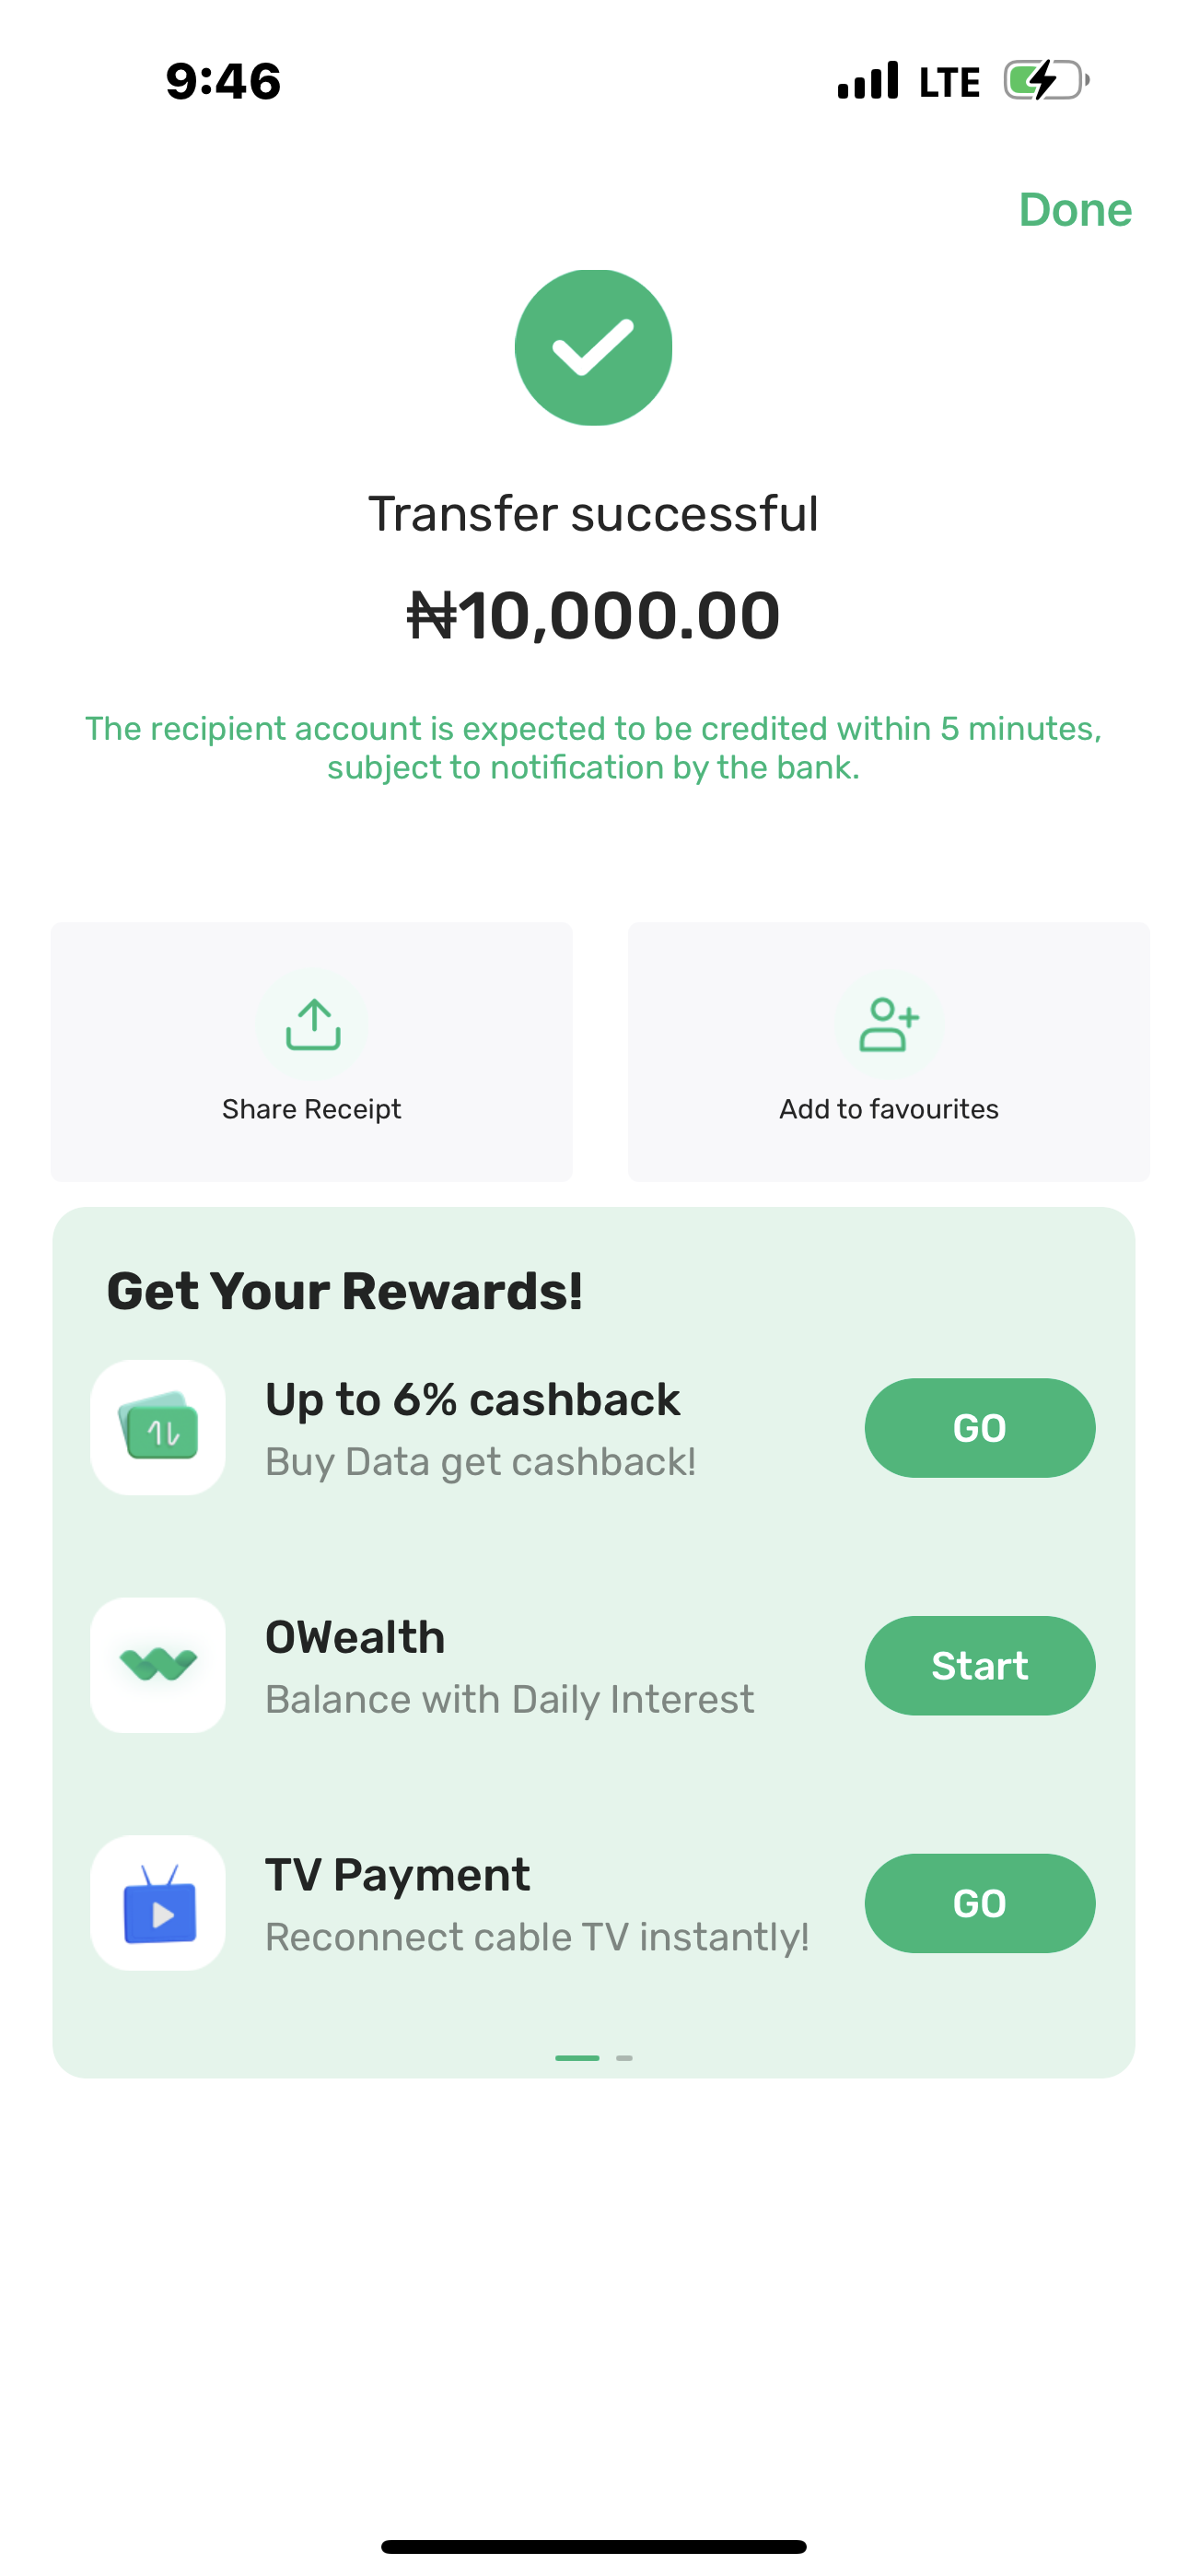 9:46
LTE
Done
Transfer successful
₦10,000.00
The recipient account is expected to be credited within 5 minutes,
subject to notification by the bank.
Share Receipt
Add to favourites
Get Your Rewards!
Up to 6% cashback
Buy Data get cashback!
GO
OWealth
Balance with Daily Interest
Start
TV Payment
Reconnect cable TV instantly!
GO